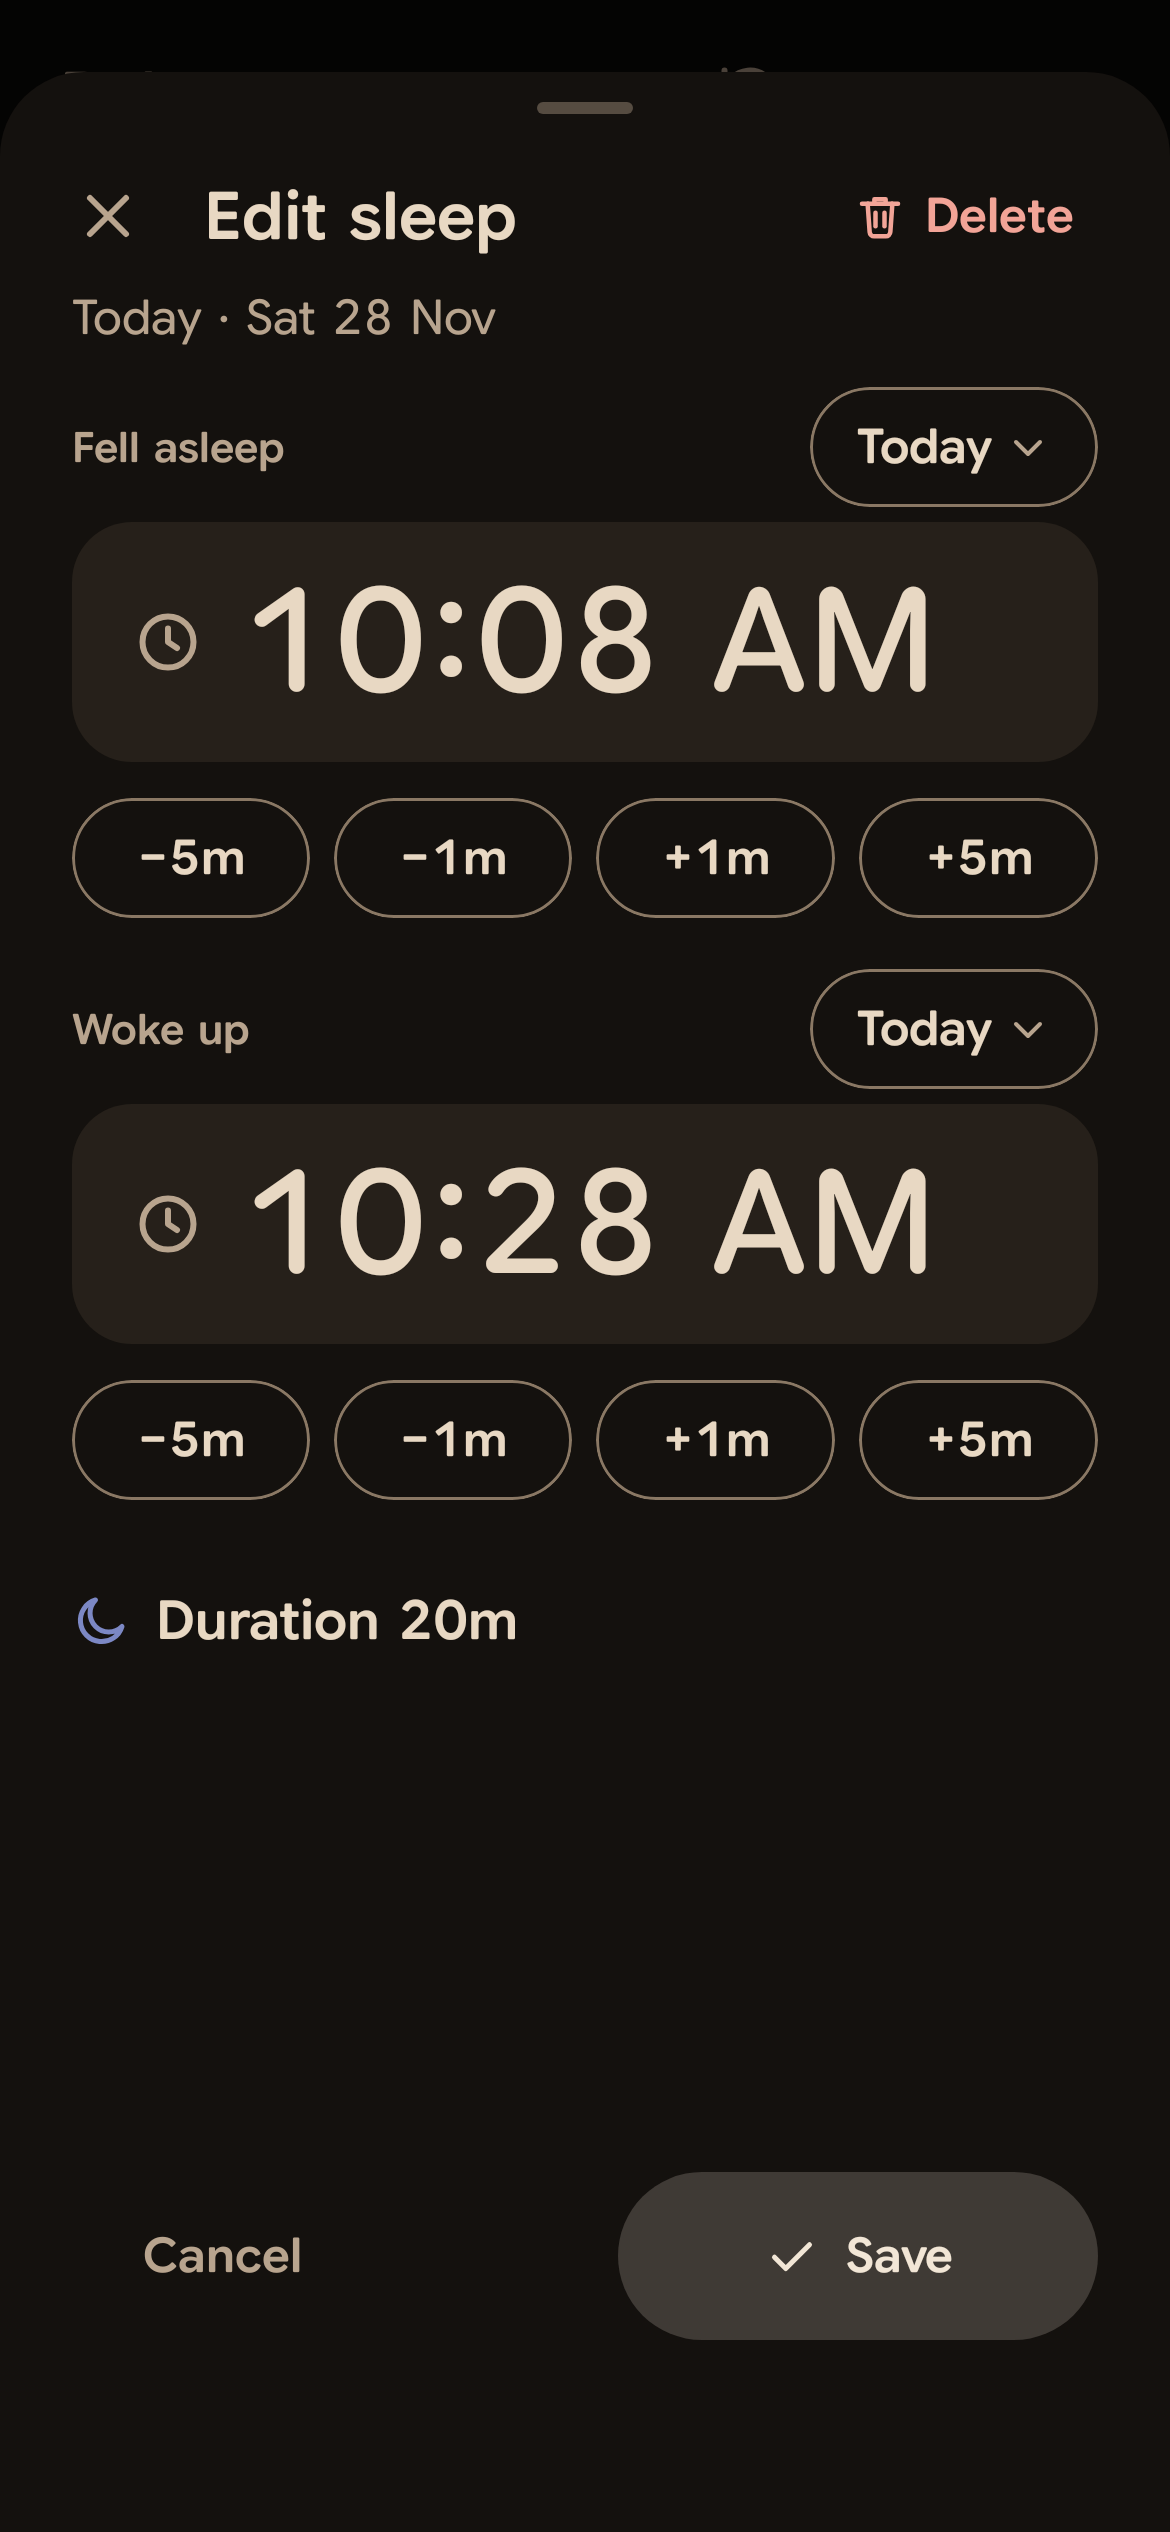 Edit sleep
Delete
Today · Sat 28 Nov
Fell asleep
Today
10:08 AM
−5m
−1m
+1m
+5m
Woke up
Today
10:28 AM
−5m
−1m
+1m
+5m
Duration 20m
Cancel
Save